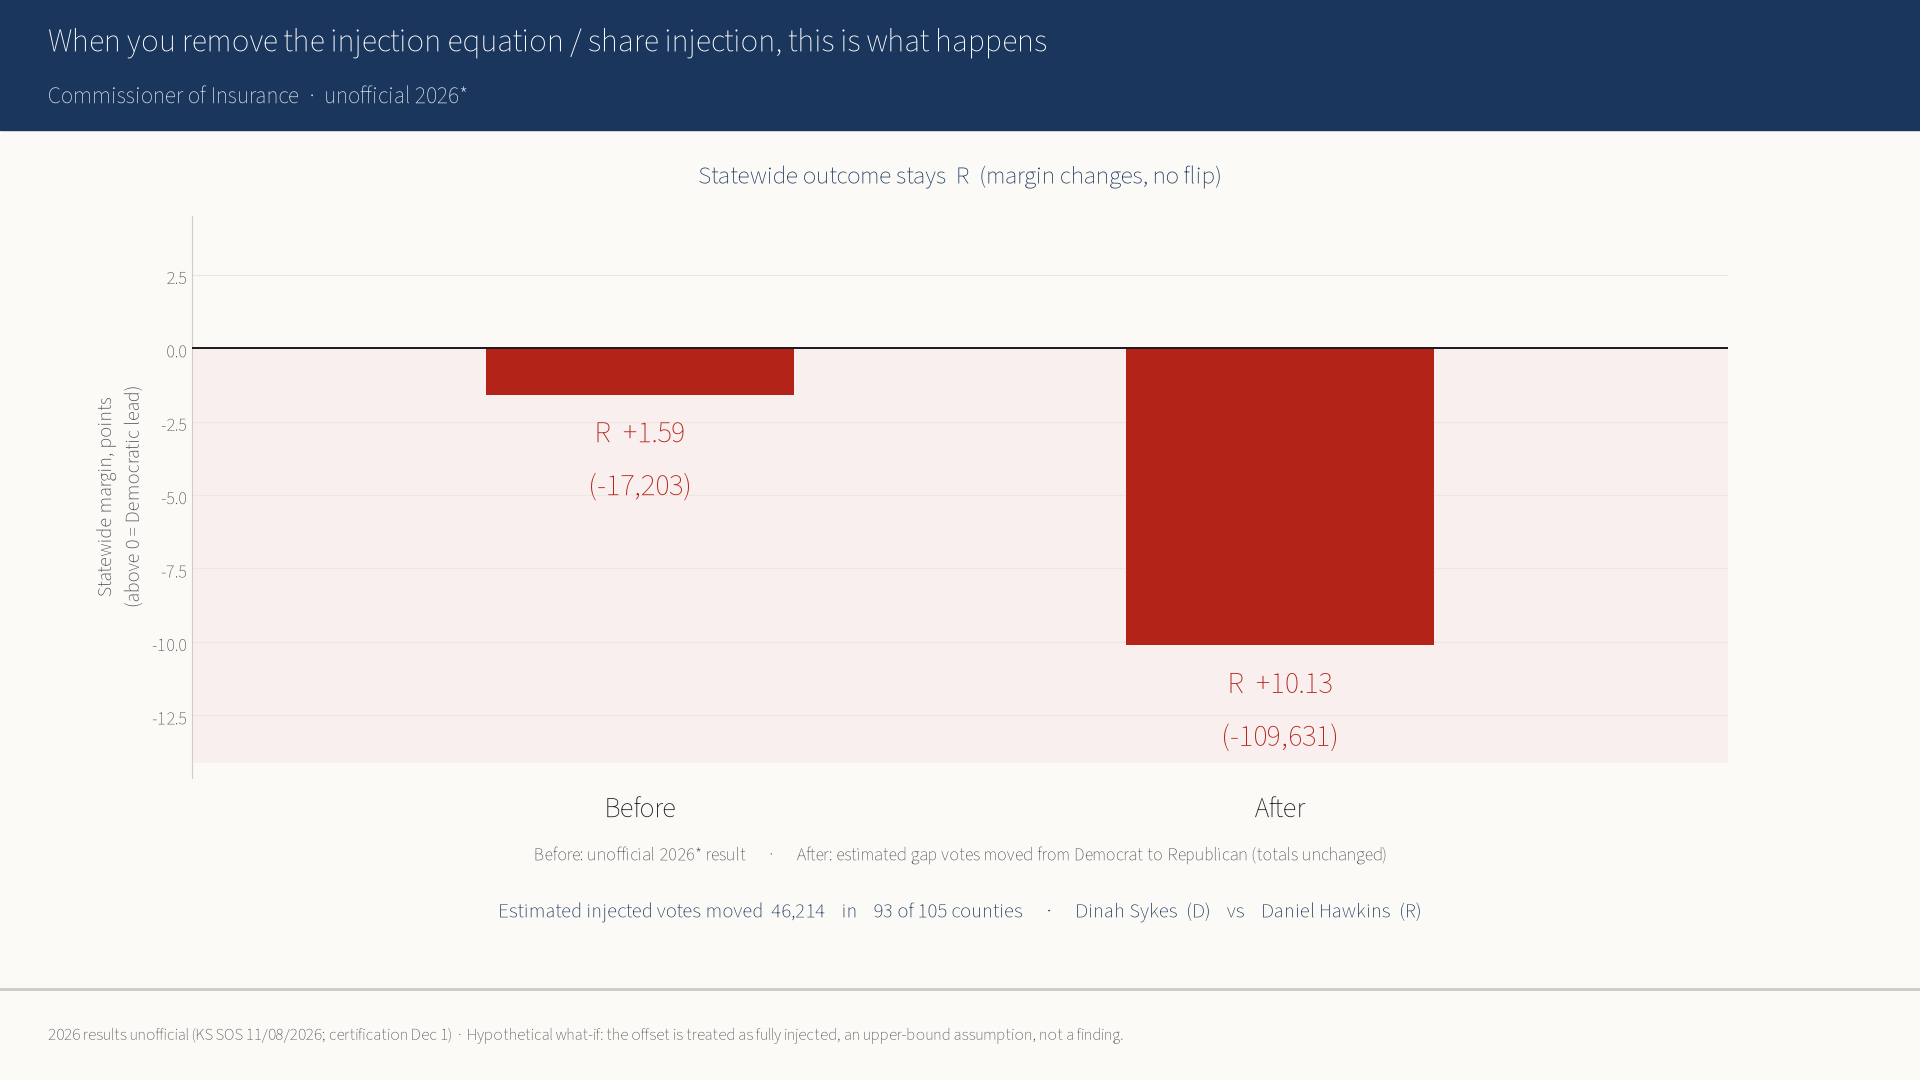 When you remove the injection equation / share injection, this is what happens
Commissioner of Insurance · unofficial 2026*
Statewide outcome stays R (margin changes, no flip)
Statewide margin, points
(above 0 = Democratic lead)
2.5
0.0
-2.5
-5.0
-7.5
-10.0
-12.5
R +1.59
(-17,203)
R +10.13
(-109,631)
Before
After
Before: unofficial 2026* result · After: estimated gap votes moved from Democrat to Republican (totals unchanged)
Estimated injected votes moved 46,214 in 93 of 105 counties · Dinah Sykes (D) vs Daniel Hawkins (R)
2026 results unofficial (KS SOS 11/08/2026; certification Dec 1) · Hypothetical what-if: the offset is treated as fully injected, an upper-bound assumption, not a finding.